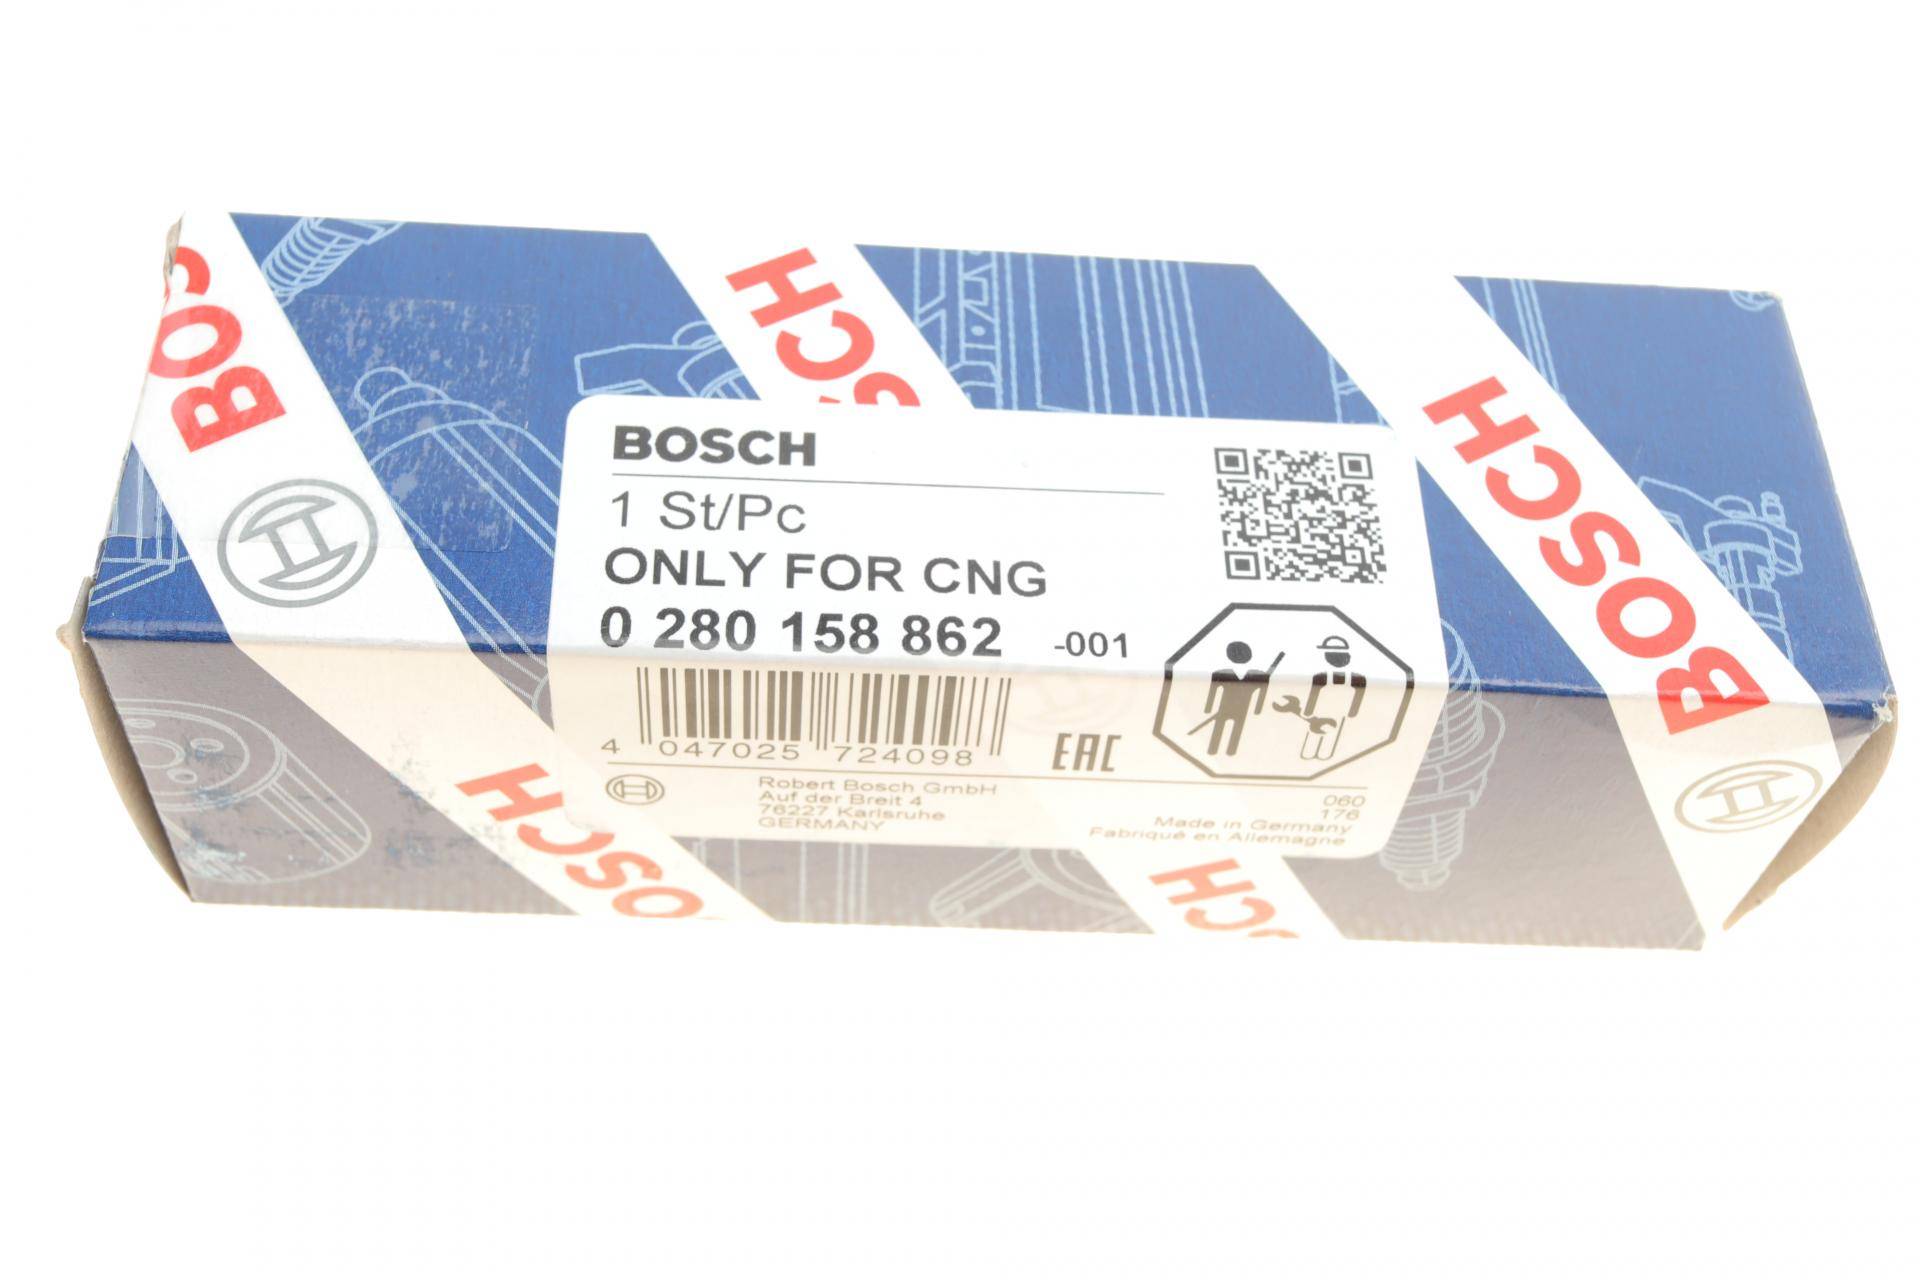 BOSCH
BOSCH
BOSCH
BOSCH
1 St/Pc
ONLY FOR CNG
0 280 158 862 -001
4 047025 724098
EAC
Robert Bosch GmbH
Auf der Breit 4
76227 Karlsruhe
GERMANY
060
176
Made in Germany
Fabriqué en Allemagne
BOSCH
BOSCH